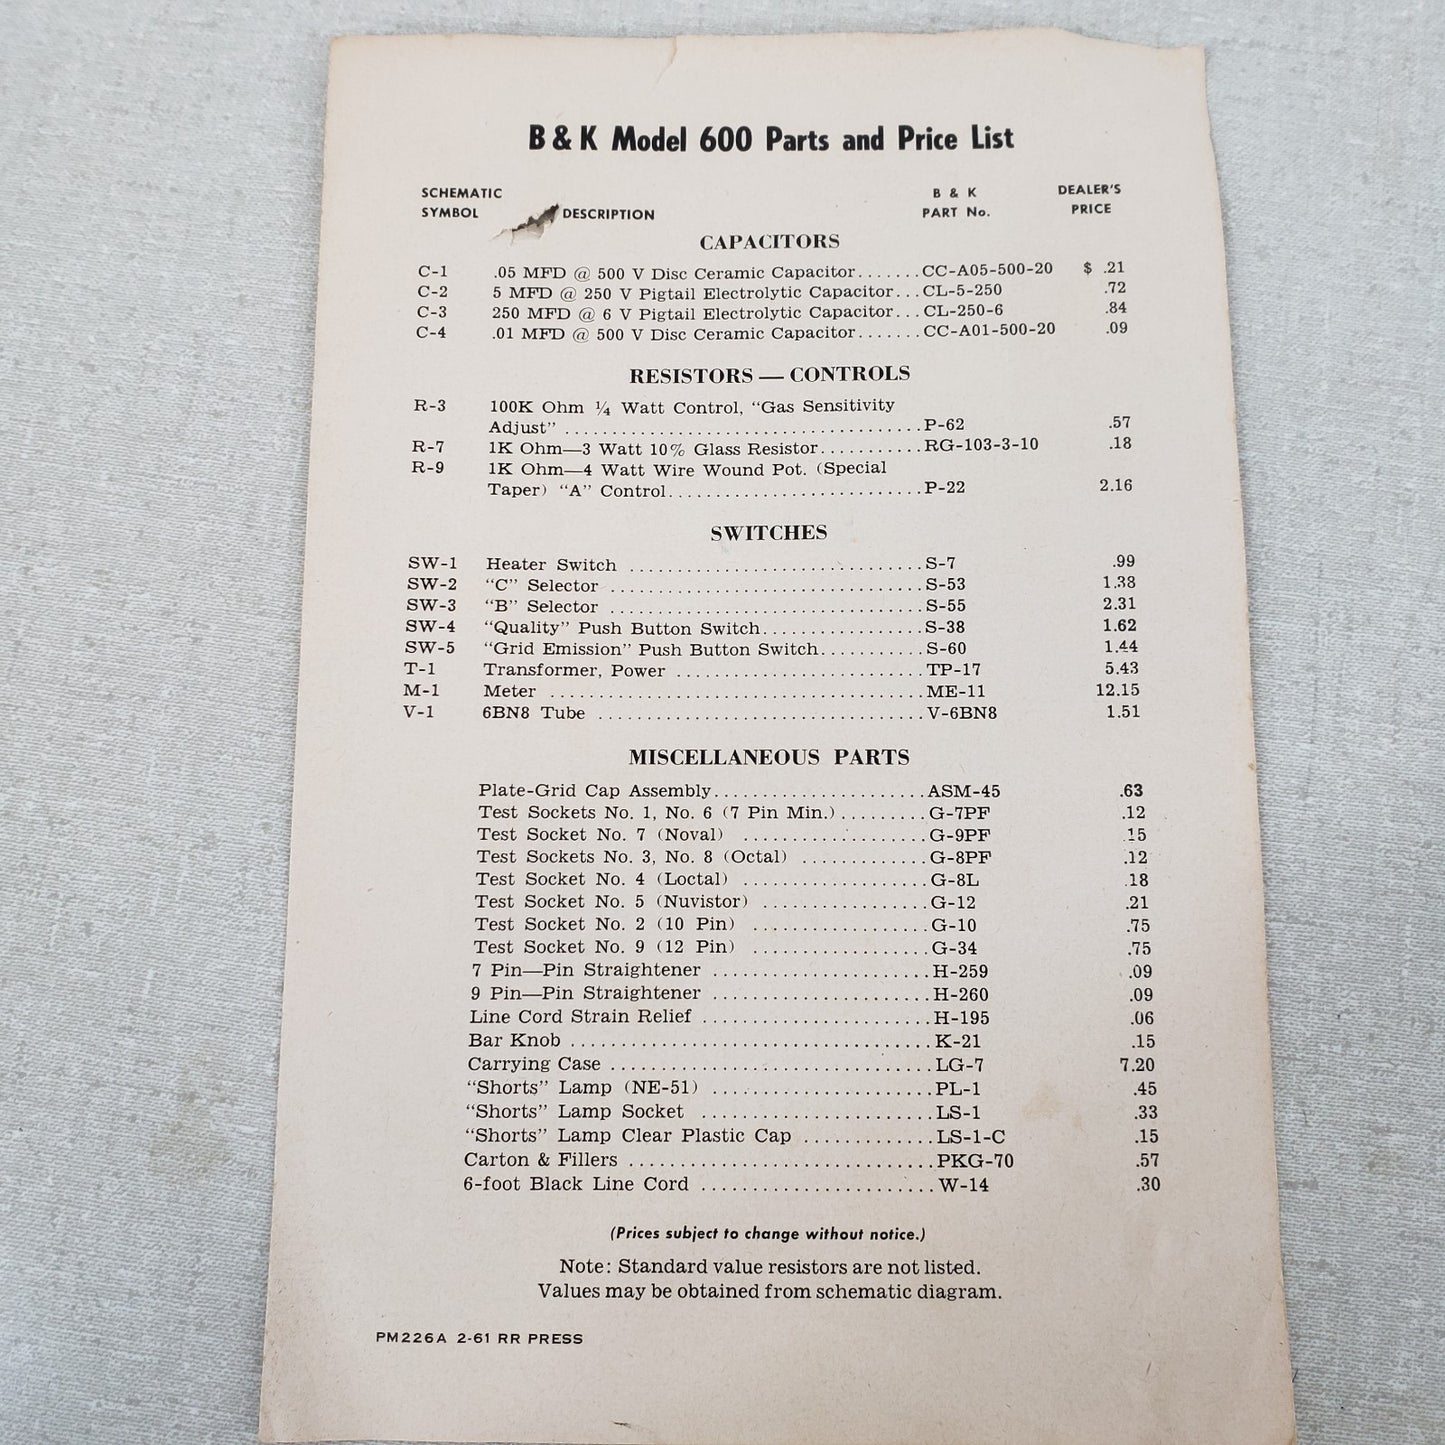 B & K Model 600 Parts and Price List
SCHEMATIC SYMBOL DESCRIPTION B & K PART No. DEALER'S PRICE
CAPACITORS
C-1 .05 MFD @ 500 V Disc Ceramic Capacitor.......CC-A05-500-20 $ .21
C-2 5 MFD @ 250 V Pigtail Electrolytic Capacitor...CL-5-250 .72
C-3 250 MFD @ 6 V Pigtail Electrolytic Capacitor...CL-250-6 .84
C-4 .01 MFD @ 500 V Disc Ceramic Capacitor.......CC-A01-500-20 .09
RESISTORS — CONTROLS
R-3 100K Ohm ¼ Watt Control, "Gas Sensitivity
Adjust" ....................................P-62 .57
R-7 1K Ohm—3 Watt 10% Glass Resistor...........RG-103-3-10 .18
R-9 1K Ohm—4 Watt Wire Wound Pot. (Special
Taper) "A" Control..........................P-22 2.16
SWITCHES
SW-1 Heater Switch ..............................S-7 .99
SW-2 "C" Selector ................................S-53 1.38
SW-3 "B" Selector ................................S-55 2.31
SW-4 "Quality" Push Button Switch................S-38 1.62
SW-5 "Grid Emission" Push Button Switch..........S-60 1.44
T-1 Transformer, Power .........................TP-17 5.43
M-1 Meter ......................................ME-11 12.15
V-1 6BN8 Tube .................................V-6BN8 1.51
MISCELLANEOUS PARTS
Plate-Grid Cap Assembly.....................ASM-45 .63
Test Sockets No. 1, No. 6 (7 Pin Min.).........G-7PF .12
Test Socket No. 7 (Noval) ..................G-9PF .15
Test Sockets No. 3, No. 8 (Octal) ............G-8PF .12
Test Socket No. 4 (Loctal) ..................G-8L .18
Test Socket No. 5 (Nuvistor) ................G-12 .21
Test Socket No. 2 (10 Pin) .................G-10 .75
Test Socket No. 9 (12 Pin) .................G-34 .75
7 Pin—Pin Straightener .....................H-259 .09
9 Pin—Pin Straightener .....................H-260 .09
Line Cord Strain Relief ......................H-195 .06
Bar Knob ...................................K-21 .15
Carrying Case ...............................LG-7 7.20
"Shorts" Lamp (NE-51) .....................PL-1 .45
"Shorts" Lamp Socket ......................LS-1 .33
"Shorts" Lamp Clear Plastic Cap ............LS-1-C .15
Carton & Fillers .............................PKG-70 .57
6-foot Black Line Cord .......................W-14 .30
(Prices subject to change without notice.)
Note: Standard value resistors are not listed.
Values may be obtained from schematic diagram.
PM226A 2-61 RR PRESS